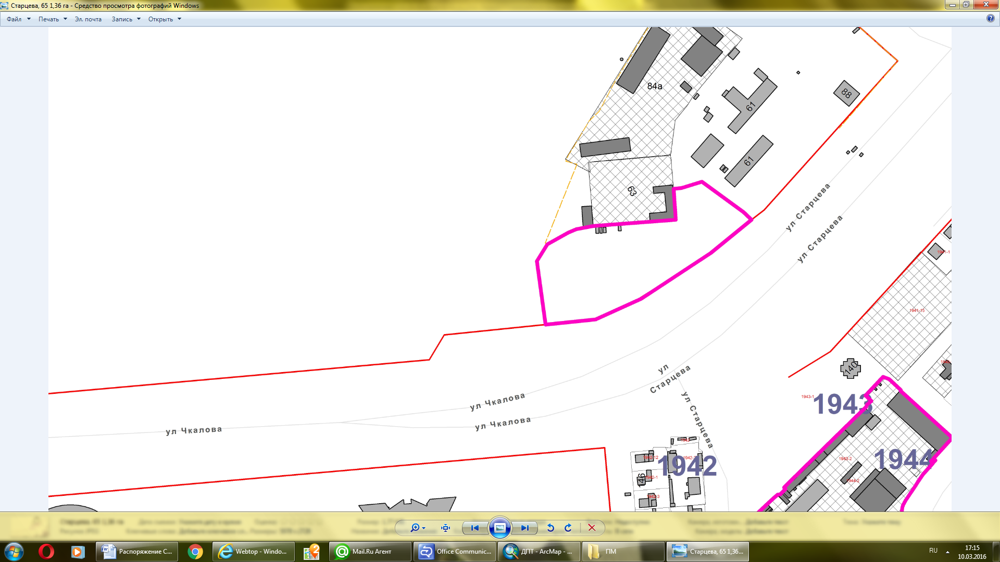 Старцева, 65 1,36 га - Средство просмотра фотографий Windows
Файл Печать Эл. почта Запись Открыть
84а
88
61
61
63
ул Старцева
ул Старцева
1941-1
1941-15
140
ул Старцева
1943-1
1943
ул Чкалова
ул Чкалова
ул Чкалова
ул Старцева
1942-12
1942
1942-1
146
1942-3
1943-2
1944
1944-2
Распоряжение С...
Webtop - Windo...
Mail.Ru Агент
Office Communic...
ДПТ - ArcMap - ...
ПМ
Старцева, 65 1,36...
RU
17:15
10.03.2016